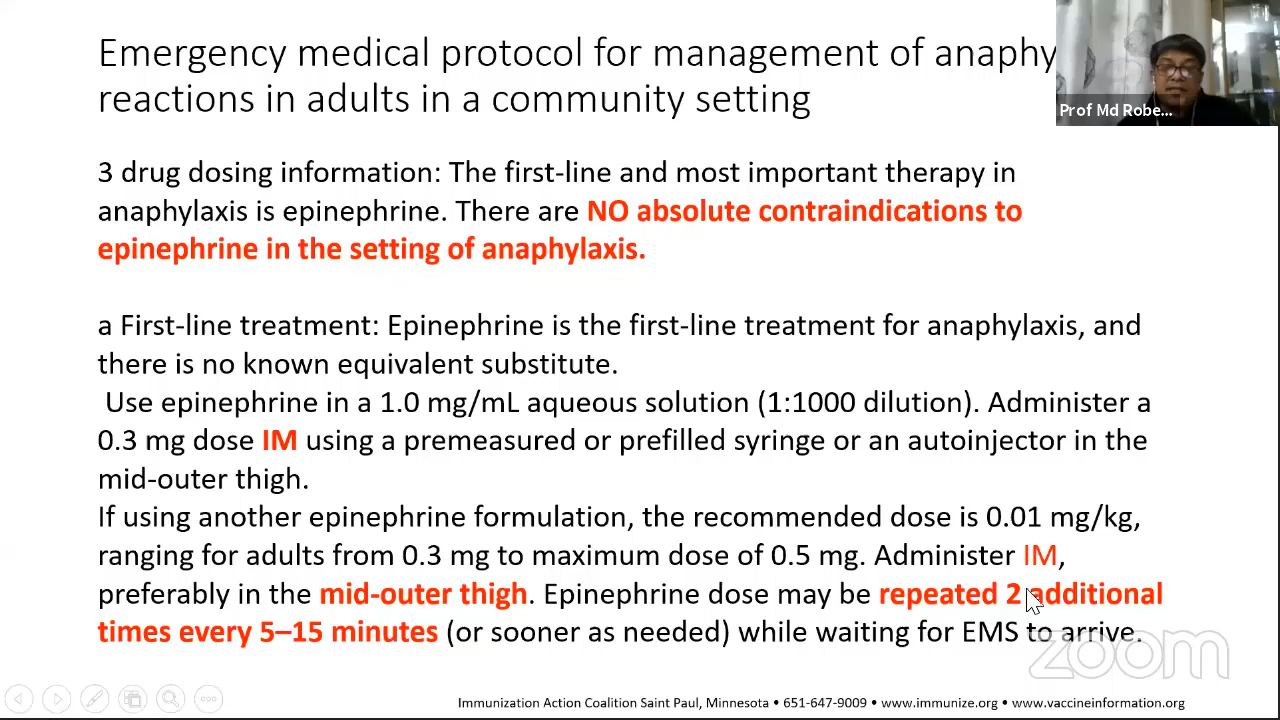 Emergency medical protocol for management of anaphy
reactions in adults in a community setting
Prof Md Robe...
3 drug dosing information: The first-line and most important therapy in
anaphylaxis is epinephrine. There are NO absolute contraindications to
epinephrine in the setting of anaphylaxis.
a First-line treatment: Epinephrine is the first-line treatment for anaphylaxis, and
there is no known equivalent substitute.
Use epinephrine in a 1.0 mg/mL aqueous solution (1:1000 dilution). Administer a
0.3 mg dose IM using a premeasured or prefilled syringe or an autoinjector in the
mid-outer thigh.
If using another epinephrine formulation, the recommended dose is 0.01 mg/kg,
ranging for adults from 0.3 mg to maximum dose of 0.5 mg. Administer IM,
preferably in the mid-outer thigh. Epinephrine dose may be repeated 2 additional
times every 5–15 minutes (or sooner as needed) while waiting for EMS to arrive.
zoom
Immunization Action Coalition Saint Paul, Minnesota • 651-647-9009 • www.immunize.org • www.vaccineinformation.org